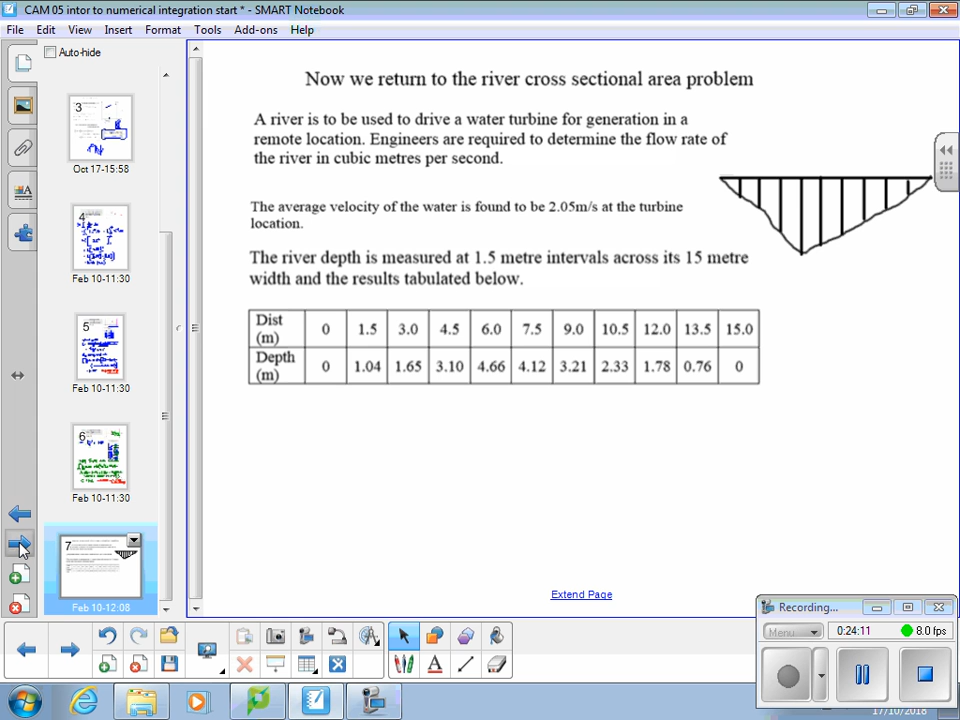 CAM 05 intor to numerical integration start * - SMART Notebook
File Edit View Insert Format Tools Add-ons Help
Auto-hide
3
Oct 17-15:58
4
Feb 10-11:30
5
Feb 10-11:30
6
Feb 10-11:30
7
Feb 10-12:08
Now we return to the river cross sectional area problem
A river is to be used to drive a water turbine for generation in a
remote location. Engineers are required to determine the flow rate of
the river in cubic metres per second.
The average velocity of the water is found to be 2.05m/s at the turbine
location.
The river depth is measured at 1.5 metre intervals across its 15 metre
width and the results tabulated below.
Dist (m) 0 1.5 3.0 4.5 6.0 7.5 9.0 10.5 12.0 13.5 15.0
Depth (m) 0 1.04 1.65 3.10 4.66 4.12 3.21 2.33 1.78 0.76 0
Extend Page
Recording...
Menu 0:24:11 8.0 fps
17/10/2018